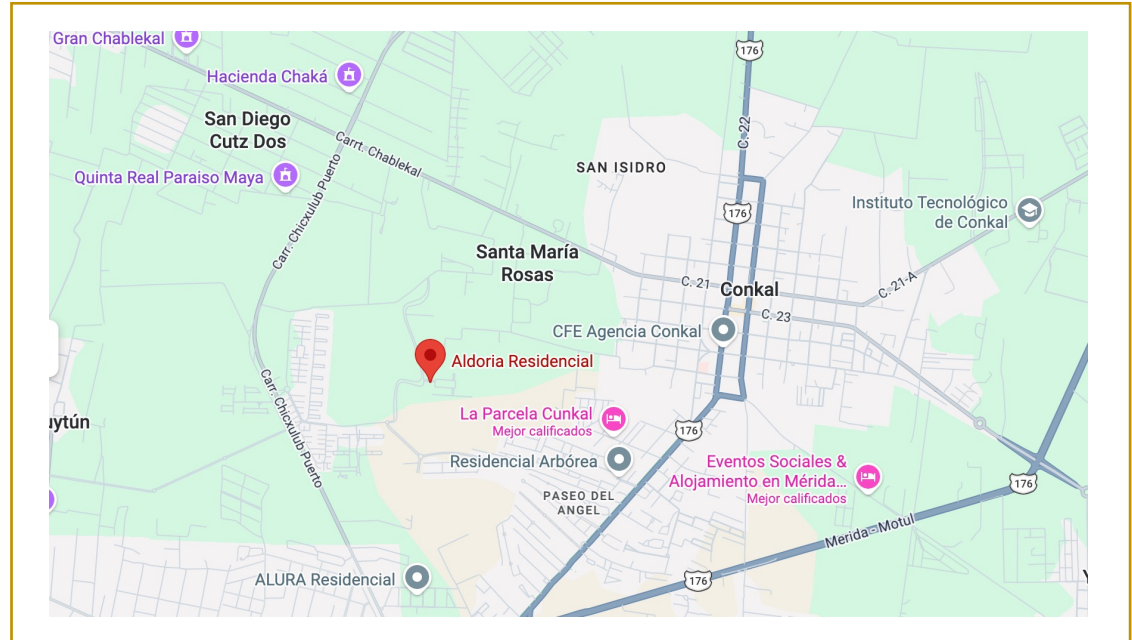 Gran Chablekal
176
Hacienda Chaká
San Diego
Cutz Dos
Carrt. Chablekal
C. 22
SAN ISIDRO
Quinta Real Paraiso Maya
Carr. Chicxulub Puerto
176
Instituto Tecnológico
de Conkal
Santa María
Rosas
C. 21
Conkal
C. 21-A
C. 23
CFE Agencia Conkal
Aldoria Residencial
Carr. Chicxulub Puerto
La Parcela Cunkal
Mejor calificados
uytún
176
Residencial Arbórea
Eventos Sociales &
Alojamiento en Mérida...
Mejor calificados
176
PASEO DEL
ANGEL
Merida - Motul
ALURA Residencial
176